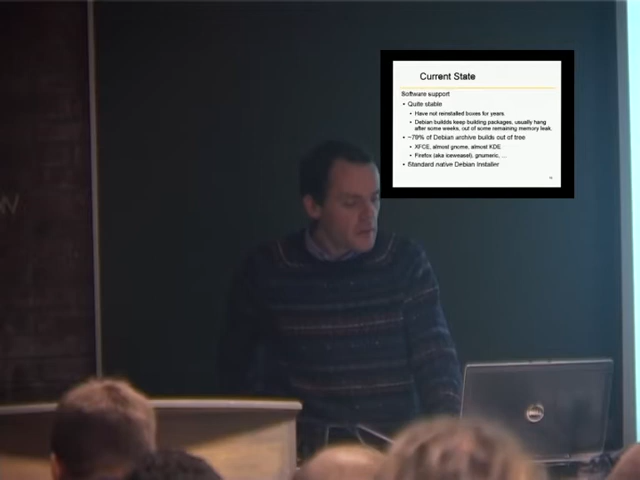 Current State
Software support
• Quite stable
• Have not reinstalled boxes for years.
• Debian buildds keep building packages, usually hang
after some weeks, out of some remaining memory leak.
• ~79% of Debian archive builds out of tree
• XFCE, almost gnome, almost KDE
• Firefox (aka iceweasel), gnumeric, ...
• Standard native Debian Installer
DELL